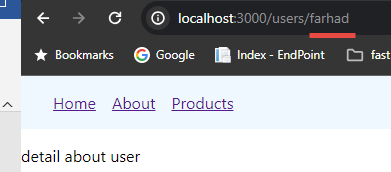 localhost:3000/users/farhad
Bookmarks Google Index - EndPoint fast
Home About Products
detail about user